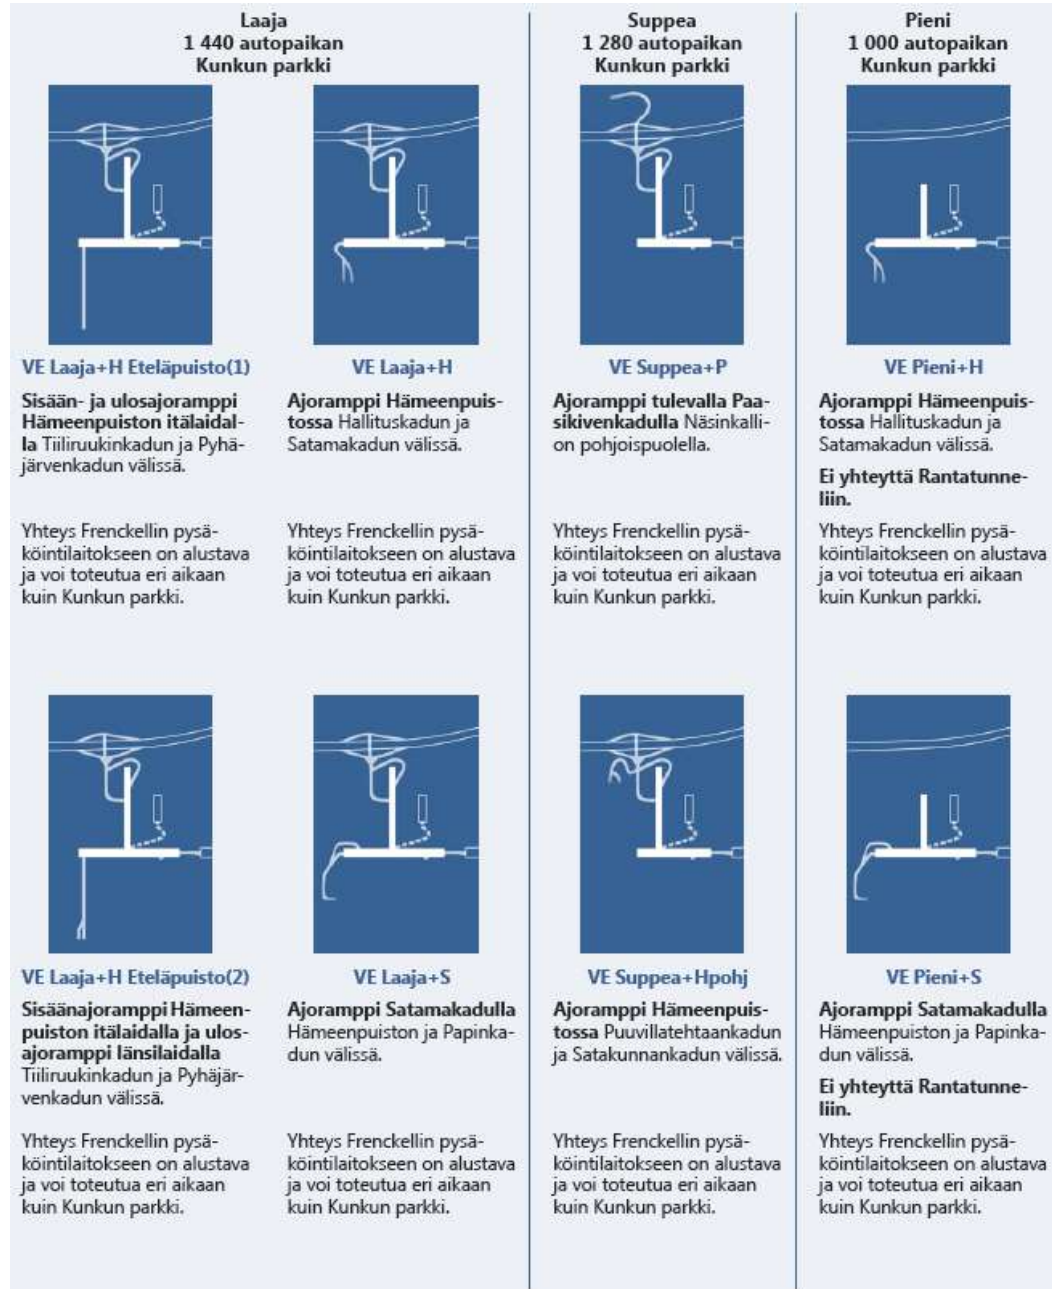 Laaja
1 440 autopaikan
Kunkun parkki
Suppea
1 280 autopaikan
Kunkun parkki
Pieni
1 000 autopaikan
Kunkun parkki
VE Laaja+H Eteläpuisto(1)
Sisään- ja ulosajoramppi
Hämeenpuiston itälaidal-
la Tiiliruukinkadun ja Pyhä-
järvenkadun välissä.
Yhteys Frenckellin pysä-
köintilaitokseen on alustava
ja voi toteutua eri aikaan
kuin Kunkun parkki.
VE Laaja+H
Ajoramppi Hämeenpuis-
tossa Hallituskadun ja
Satamakadun välissä.
Yhteys Frenckellin pysä-
köintilaitokseen on alustava
ja voi toteutua eri aikaan
kuin Kunkun parkki.
VE Suppea+P
Ajoramppi tulevalla Paa-
sikivenkadulla Näsinkalli-
on pohjoispuolella.
Yhteys Frenckellin pysä-
köintilaitokseen on alustava
ja voi toteutua eri aikaan
kuin Kunkun parkki.
VE Pieni+H
Ajoramppi Hämeenpuis-
tossa Hallituskadun ja
Satamakadun välissä.
Ei yhteyttä Rantatunne-
liin.
Yhteys Frenckellin pysä-
köintilaitokseen on alustava
ja voi toteutua eri aikaan
kuin Kunkun parkki.
VE Laaja+H Eteläpuisto(2)
Sisäänajoramppi Hämeen-
puiston itälaidalla ja ulos-
ajoramppi länsilaidalla
Tiiliruukinkadun ja Pyhäjär-
venkadun välissä.
Yhteys Frenckellin pysä-
köintilaitokseen on alustava
ja voi toteutua eri aikaan
kuin Kunkun parkki.
VE Laaja+S
Ajoramppi Satamakadulla
Hämeenpuiston ja Papinka-
dun välissä.
Yhteys Frenckellin pysä-
köintilaitokseen on alustava
ja voi toteutua eri aikaan
kuin Kunkun parkki.
VE Suppea+Hpohj
Ajoramppi Hämeenpuis-
tossa Puuvillatehtaankadun
ja Satakunnankadun välissä.
Yhteys Frenckellin pysä-
köintilaitokseen on alustava
ja voi toteutua eri aikaan
kuin Kunkun parkki.
VE Pieni+S
Ajoramppi Satamakadulla
Hämeenpuiston ja Papinka-
dun välissä.
Ei yhteyttä Rantatunne-
liin.
Yhteys Frenckellin pysä-
köintilaitokseen on alustava
ja voi toteutua eri aikaan
kuin Kunkun parkki.